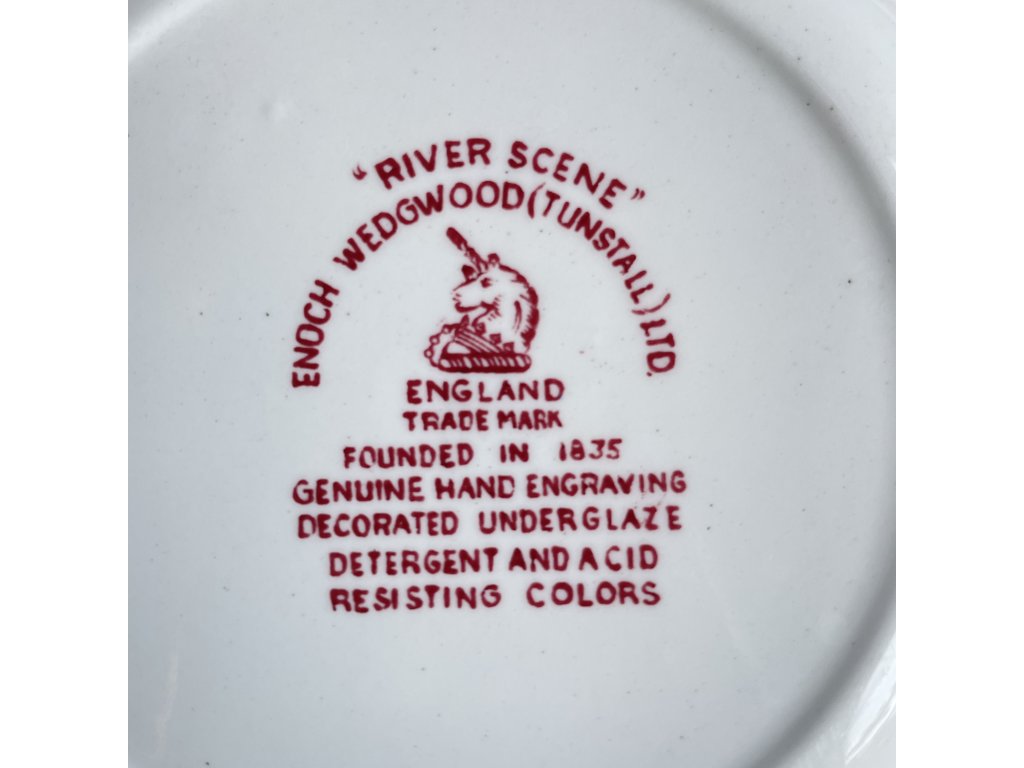 "RIVER SCENE"
ENOCH WEDGWOOD (TUNSTALL) LTD.
ENGLAND
TRADE MARK
FOUNDED IN 1835
GENUINE HAND ENGRAVING
DECORATED UNDERGLAZE
DETERGENT AND ACID
RESISTING COLORS